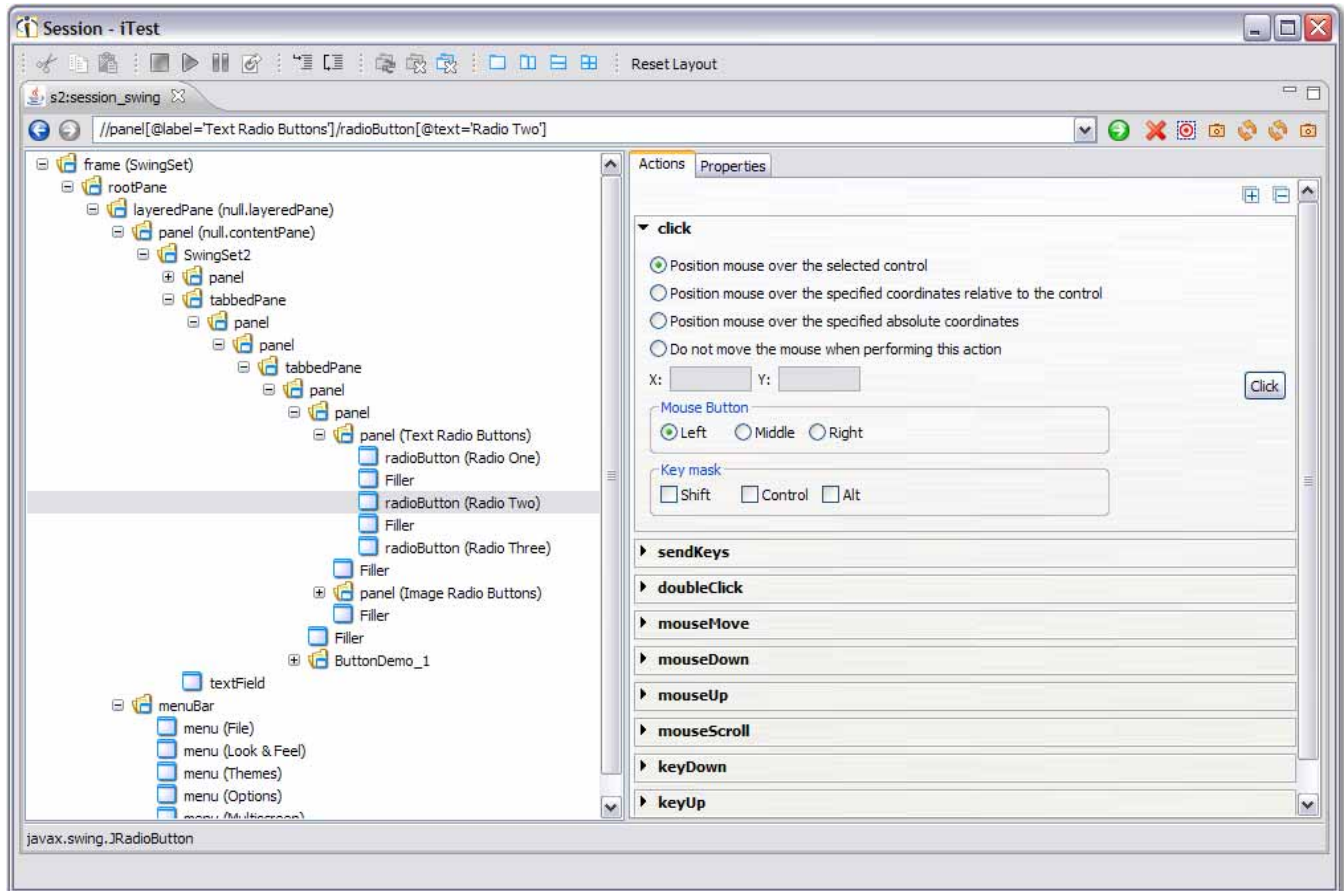 Session - iTest
Reset Layout
s2:session_swing
//panel[@label='Text Radio Buttons']/radioButton[@text='Radio Two']
frame (SwingSet)
rootPane
layeredPane (null.layeredPane)
panel (null.contentPane)
SwingSet2
panel
tabbedPane
panel
panel
tabbedPane
panel
panel
panel (Text Radio Buttons)
radioButton (Radio One)
Filler
radioButton (Radio Two)
Filler
radioButton (Radio Three)
Filler
panel (Image Radio Buttons)
Filler
Filler
ButtonDemo_1
textField
menuBar
menu (File)
menu (Look & Feel)
menu (Themes)
menu (Options)
menu (Multiscreen)
Actions Properties
click
Position mouse over the selected control
Position mouse over the specified coordinates relative to the control
Position mouse over the specified absolute coordinates
Do not move the mouse when performing this action
X: Y: Click
Mouse Button
Left Middle Right
Key mask
Shift Control Alt
sendKeys
doubleClick
mouseMove
mouseDown
mouseUp
mouseScroll
keyDown
keyUp
javax.swing.JRadioButton